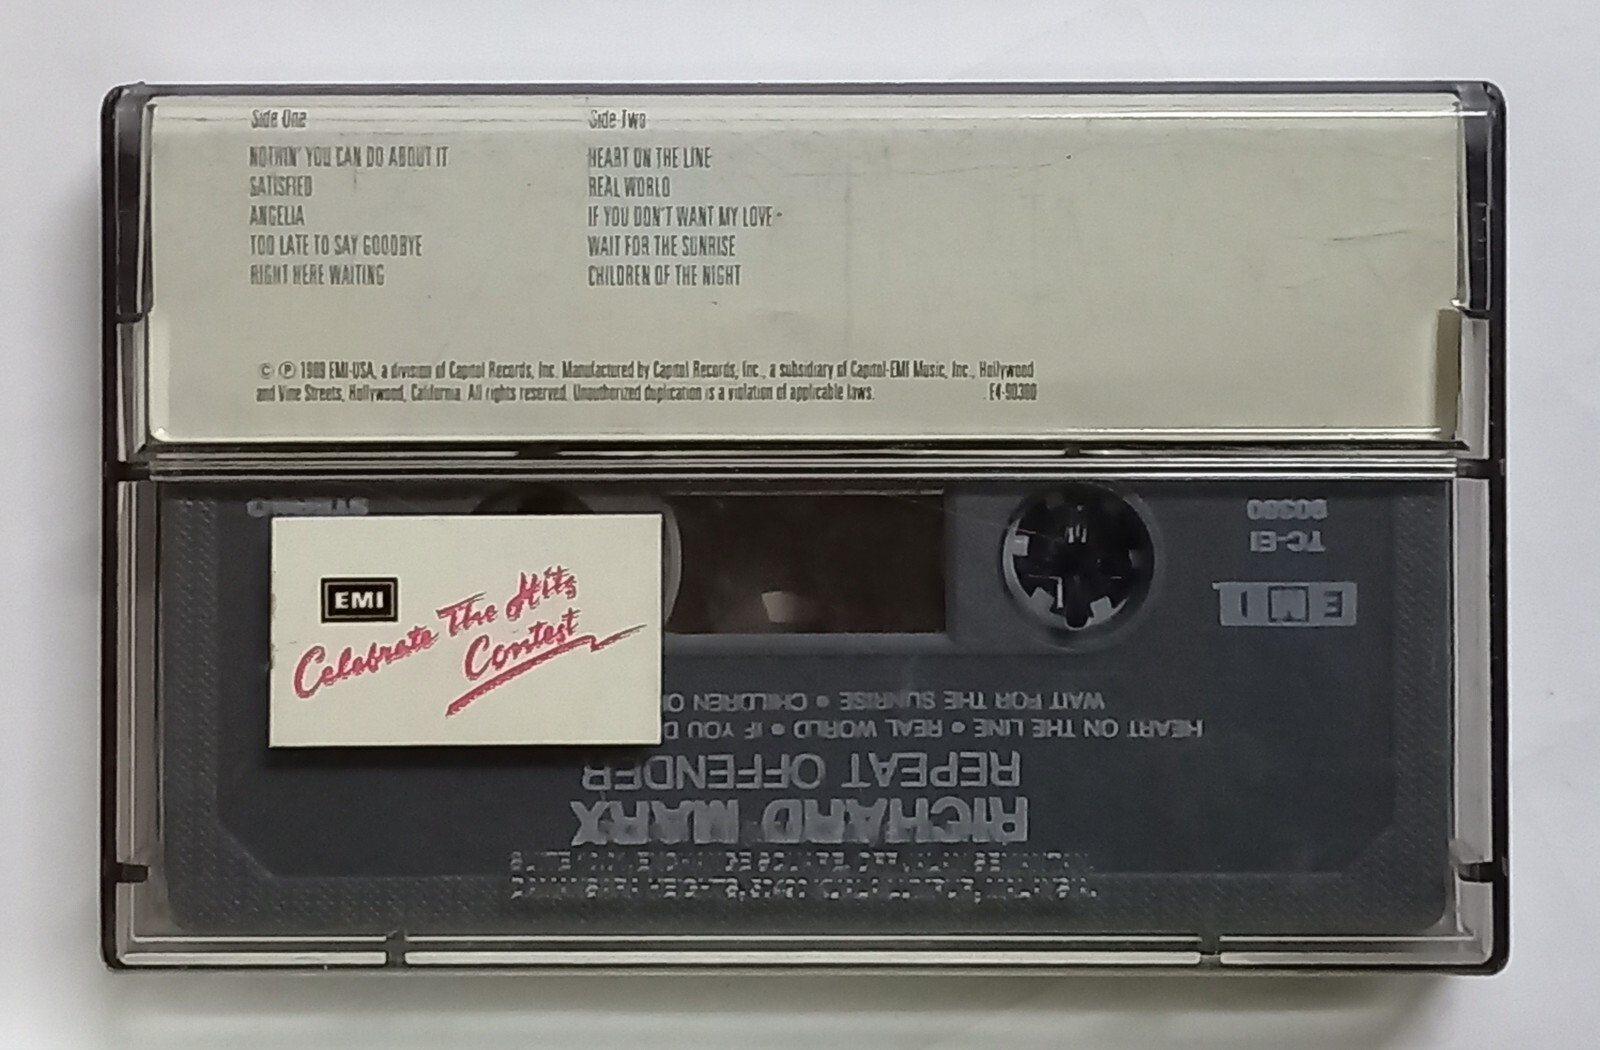 Side One
NOTHIN' YOU CAN DO ABOUT IT
SATISFIED
ANGELIA
TOO LATE TO SAY GOODBYE
RIGHT HERE WAITING
Side Two
HEART ON THE LINE
REAL WORLD
IF YOU DON'T WANT MY LOVE
WAIT FOR THE SUNRISE
CHILDREN OF THE NIGHT
© ℗ 1989 EMI-USA, a division of Capitol Records, Inc. Manufactured by Capitol Records, Inc., a subsidiary of Capitol-EMI Music, Inc., Hollywood
and Vine Streets, Hollywood, California. All rights reserved. Unauthorized duplication is a violation of applicable laws. E4-90380
EMI
Celebrate The Hits
Contest
RICHARD MARX
REPEAT OFFENDER
HEART ON THE LINE • REAL WORLD • IF YOU D
WAIT FOR THE SUNRISE • CHILDREN O
EMI
TC-EI
90380
STEREO